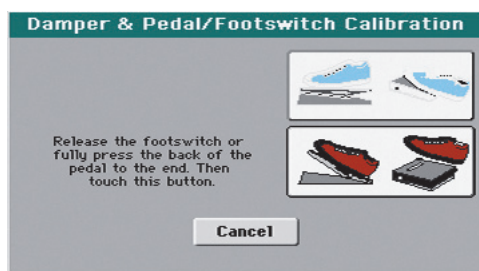 Damper & Pedal/Footswitch Calibration
Release the footswitch or
fully press the back of the
pedal to the end. Then
touch this button.
Cancel